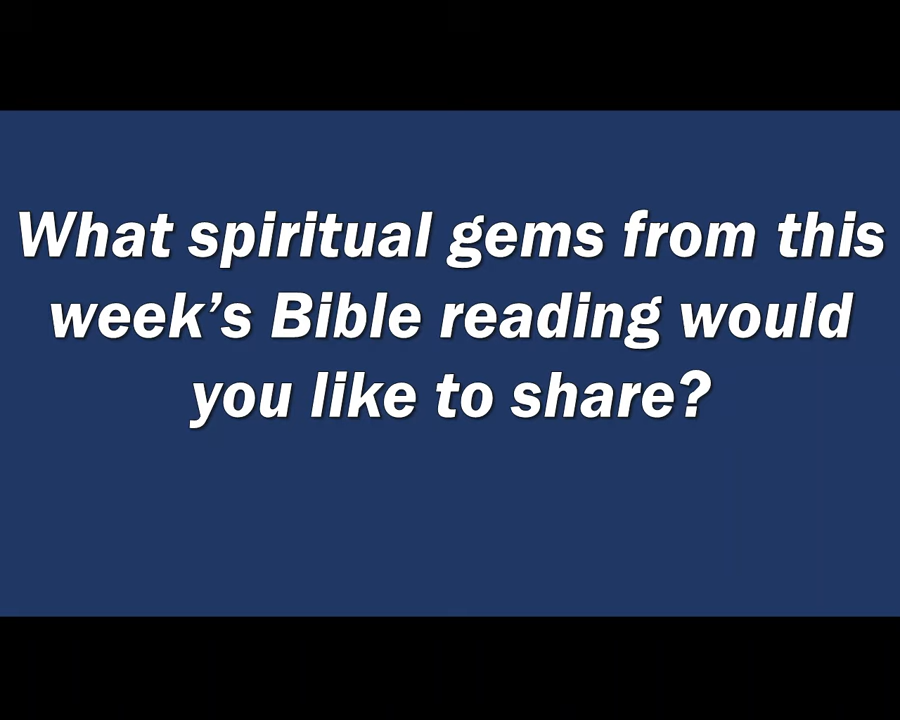 What spiritual gems from this
week’s Bible reading would
you like to share?